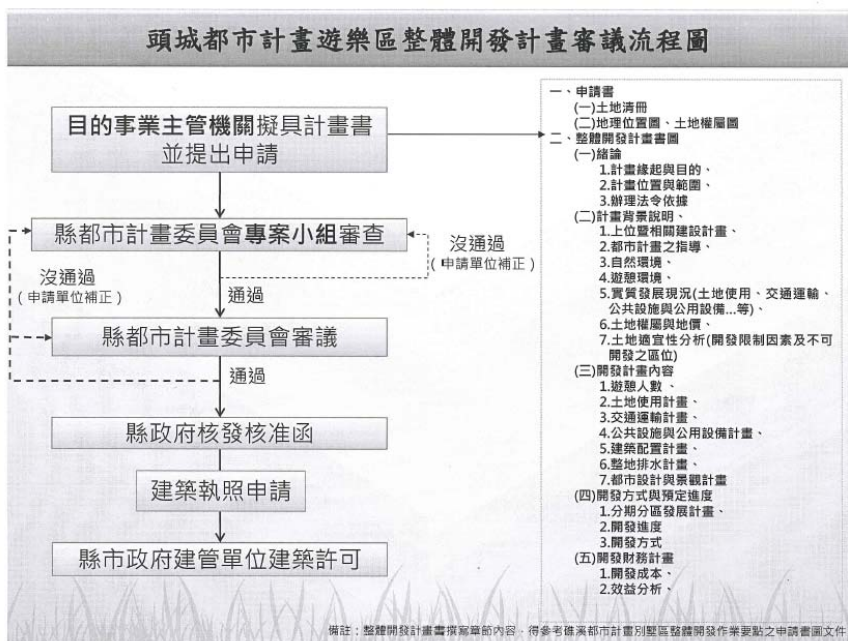 頭城都市計畫遊樂區整體開發計畫審議流程圖
目的事業主管機關擬具計畫書
並提出申請
縣都市計畫委員會專案小組審查
沒通過
(申請單位補正)
沒通過
(申請單位補正)
通過
縣都市計畫委員會審議
通過
縣政府核發核准函
建築執照申請
縣市政府建管單位建築許可
一、申請書
(一)土地清冊
(二)地理位置圖、土地權屬圖
二、整體開發計畫書圖
(一)緒論
1.計畫緣起與目的、
2.計畫位置與範圍、
3.辦理法令依據
(二)計畫背景說明、
1.上位暨相關建設計畫、
2.都市計畫之指導、
3.自然環境、
4.遊憩環境、
5.實質發展現況(土地使用、交通運輸、
公共設施與公用設備...等)、
6.土地權屬與地價、
7.土地適宜性分析(開發限制因素及不可
開發之區位)
(三)開發計畫內容
1.遊憩人數、
2.土地使用計畫、
3.交通運輸計畫、
4.公共設施與公用設備計畫、
5.建築配置計畫、
6.整地排水計畫、
7.都市設計與景觀計畫
(四)開發方式與預定進度
1.分期分區發展計畫、
2.開發進度
3.開發方式
(五)開發財務計畫
1.開發成本、
2.效益分析、
備註：整體開發計畫書撰寫章節內容，得參考礁溪都市計畫別墅區整體開發作業要點之申請書圖文件